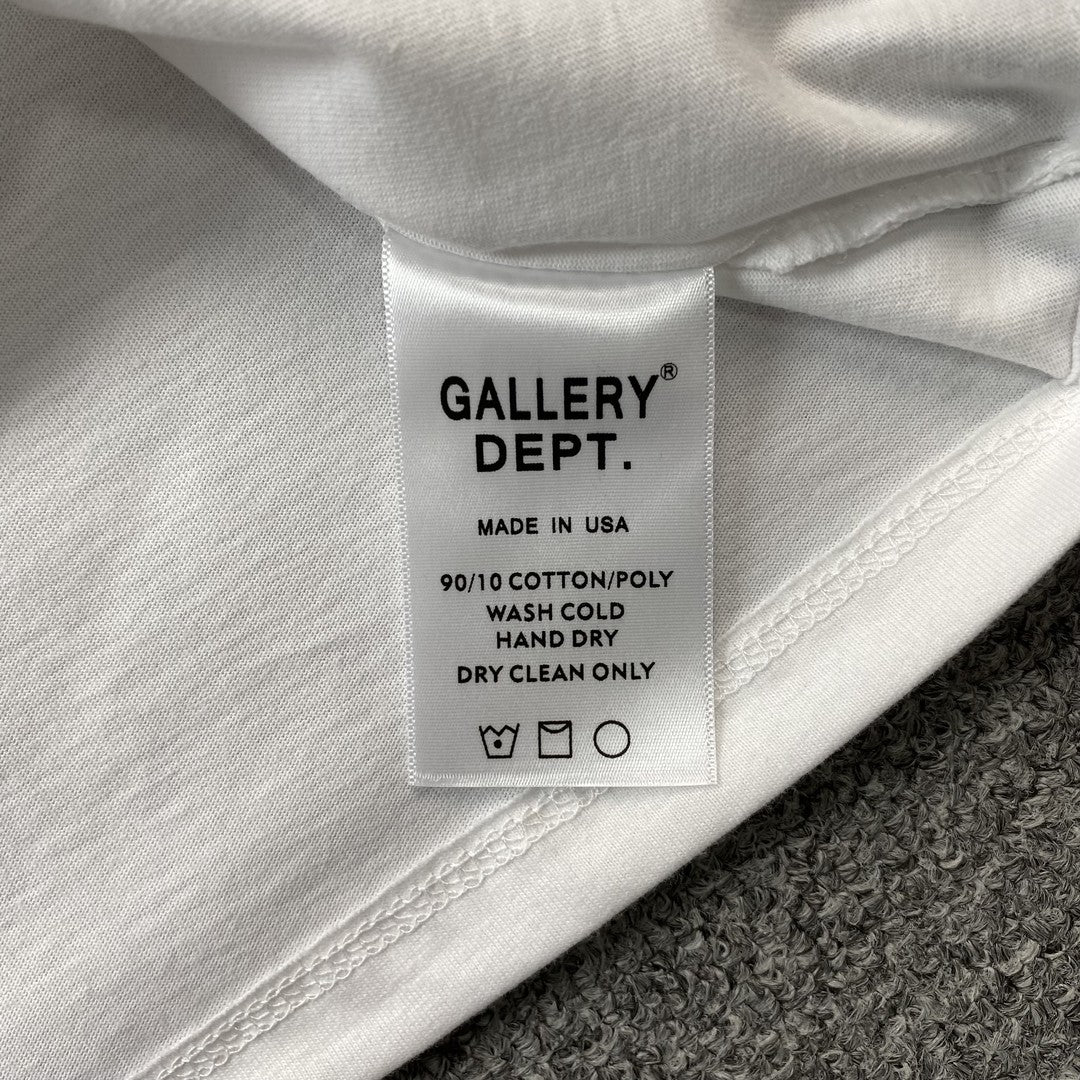 GALLERY®
DEPT.
MADE IN USA
90/10 COTTON/POLY
WASH COLD
HAND DRY
DRY CLEAN ONLY